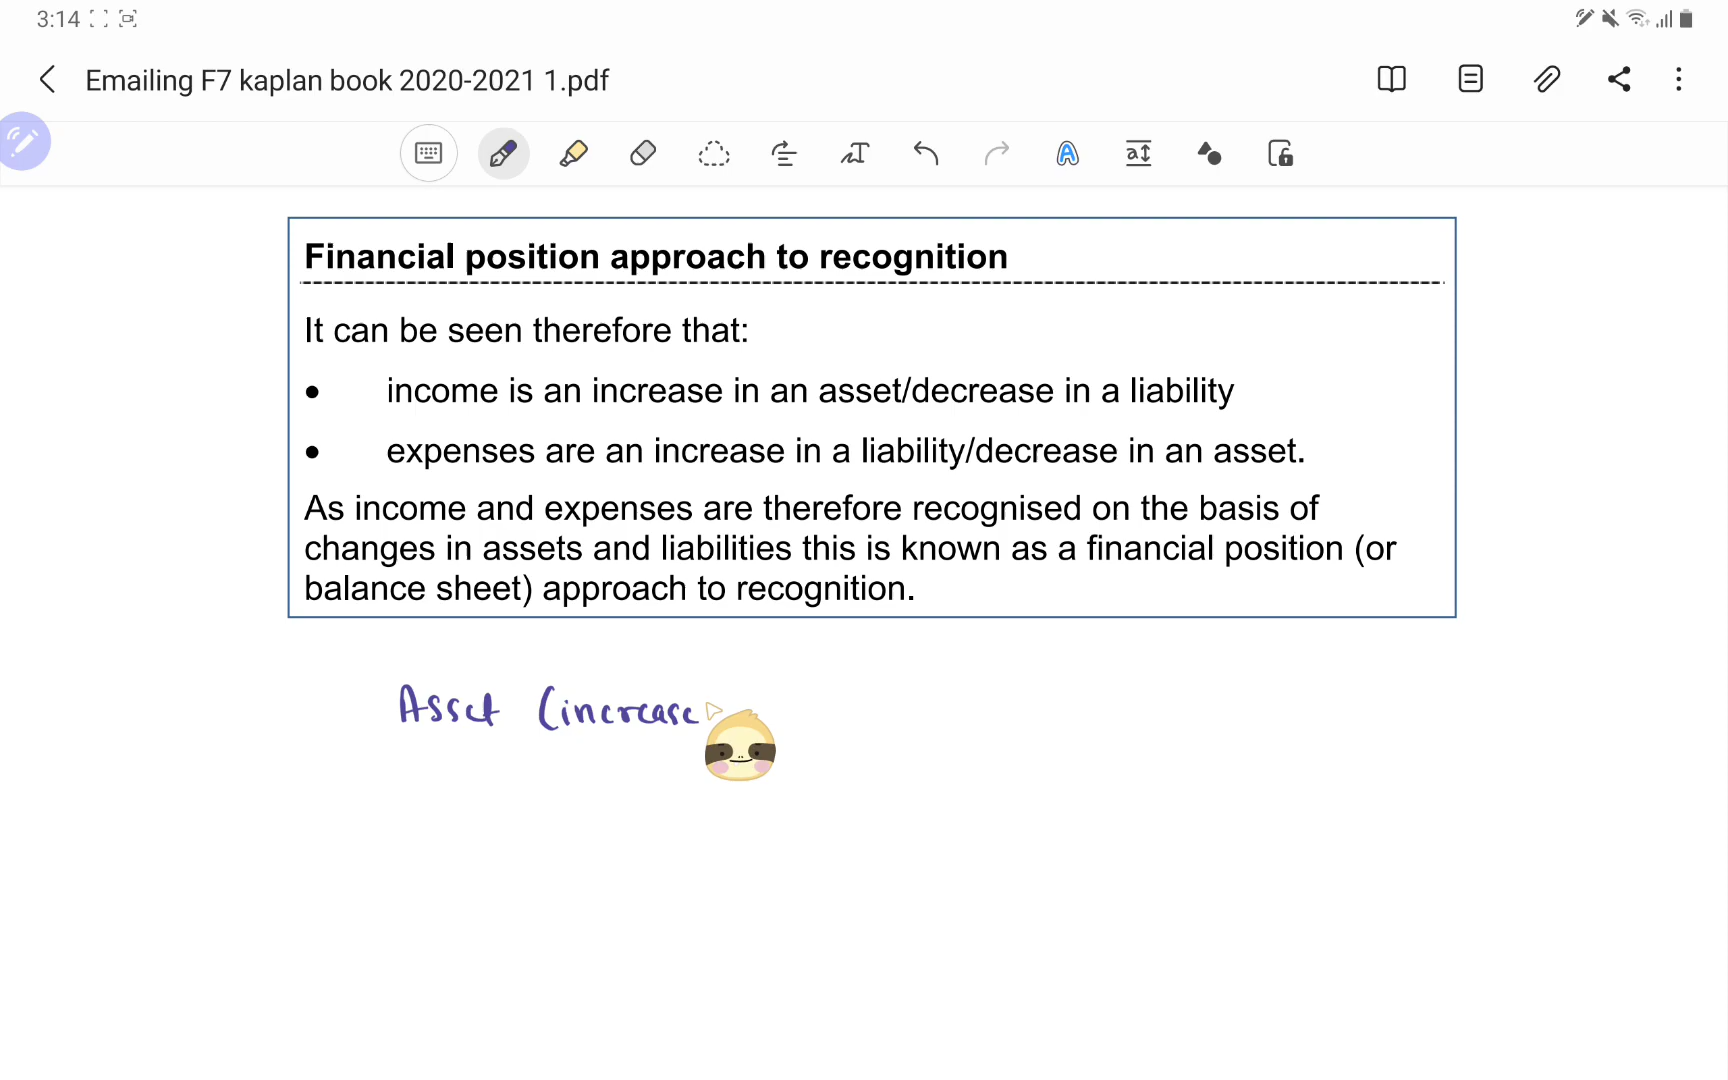 3:14
Emailing F7 kaplan book 2020-2021 1.pdf
Financial position approach to recognition
It can be seen therefore that:
• income is an increase in an asset/decrease in a liability
• expenses are an increase in a liability/decrease in an asset.
As income and expenses are therefore recognised on the basis of
changes in assets and liabilities this is known as a financial position (or
balance sheet) approach to recognition.
Asset (increase